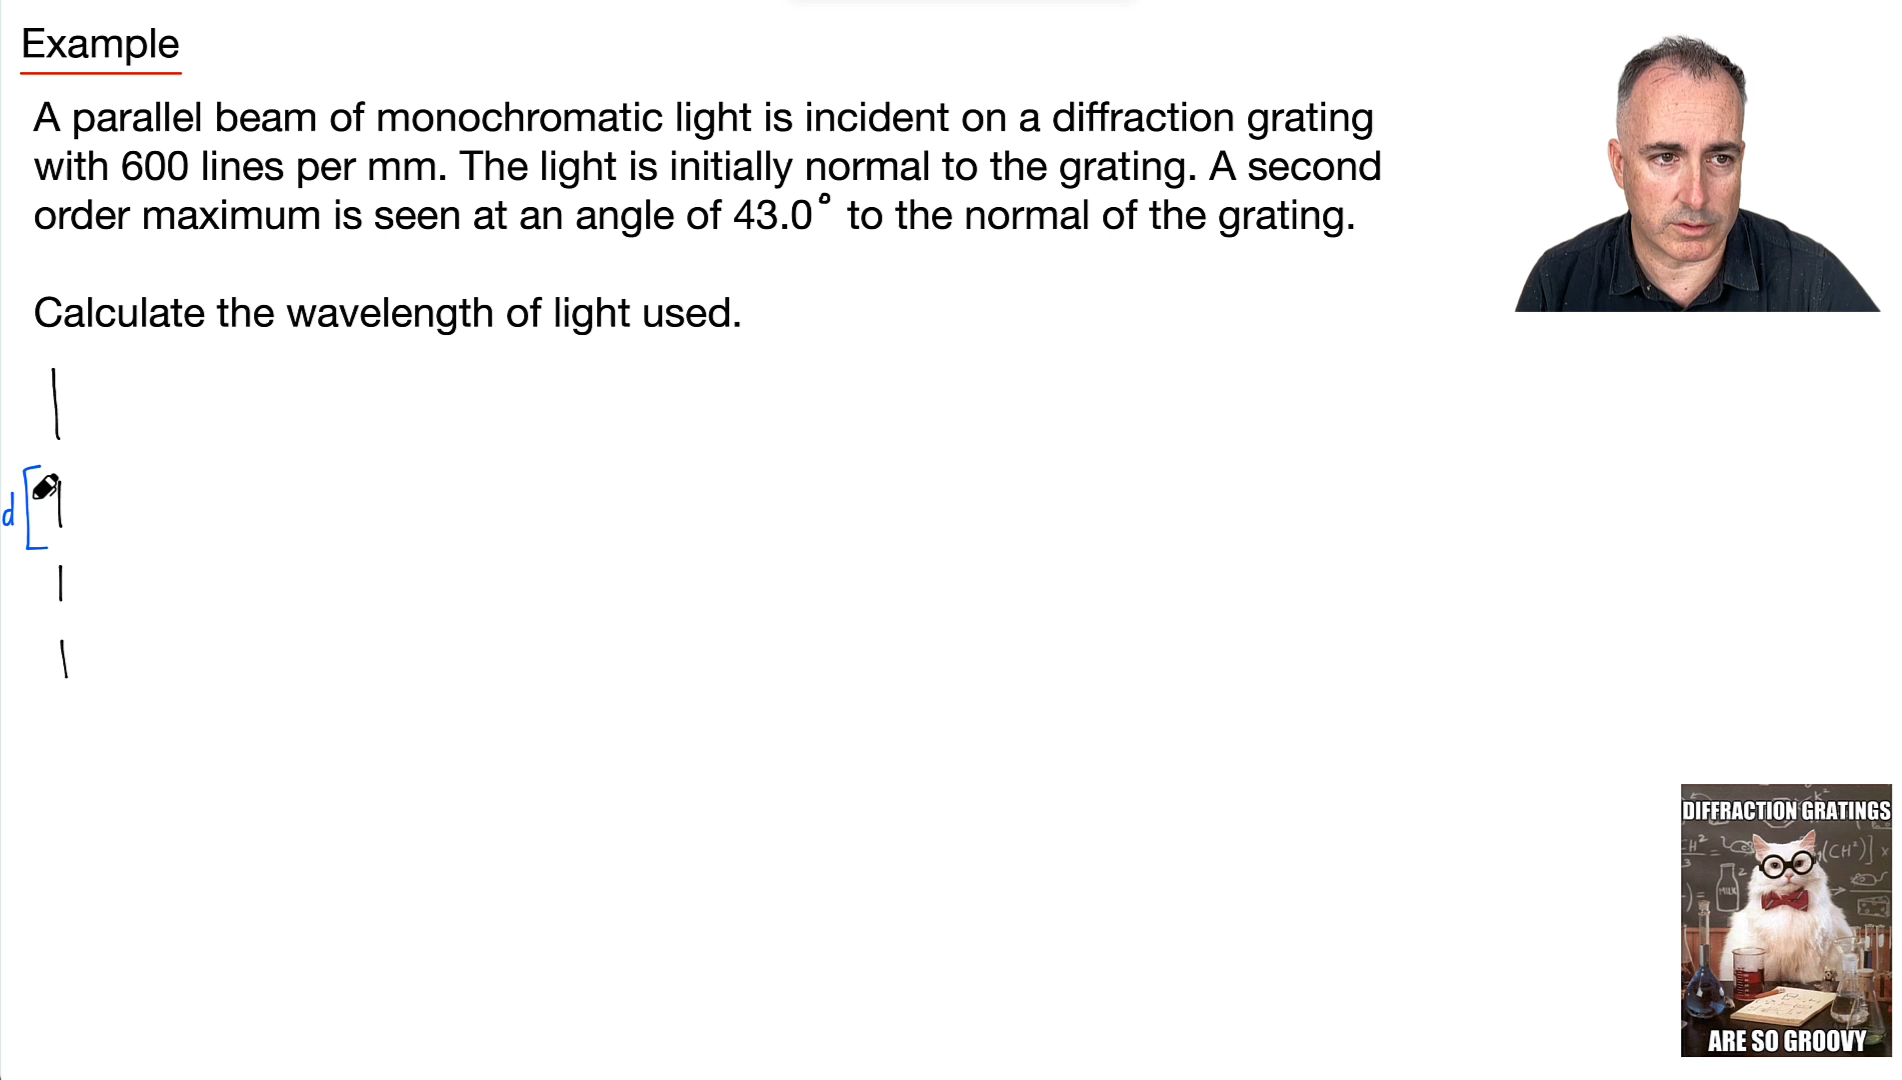 Example
A parallel beam of monochromatic light is incident on a diffraction grating
with 600 lines per mm. The light is initially normal to the grating. A second
order maximum is seen at an angle of 43.0° to the normal of the grating.
Calculate the wavelength of light used.
d
DIFFRACTION GRATINGS
MILK
ARE SO GROOVY